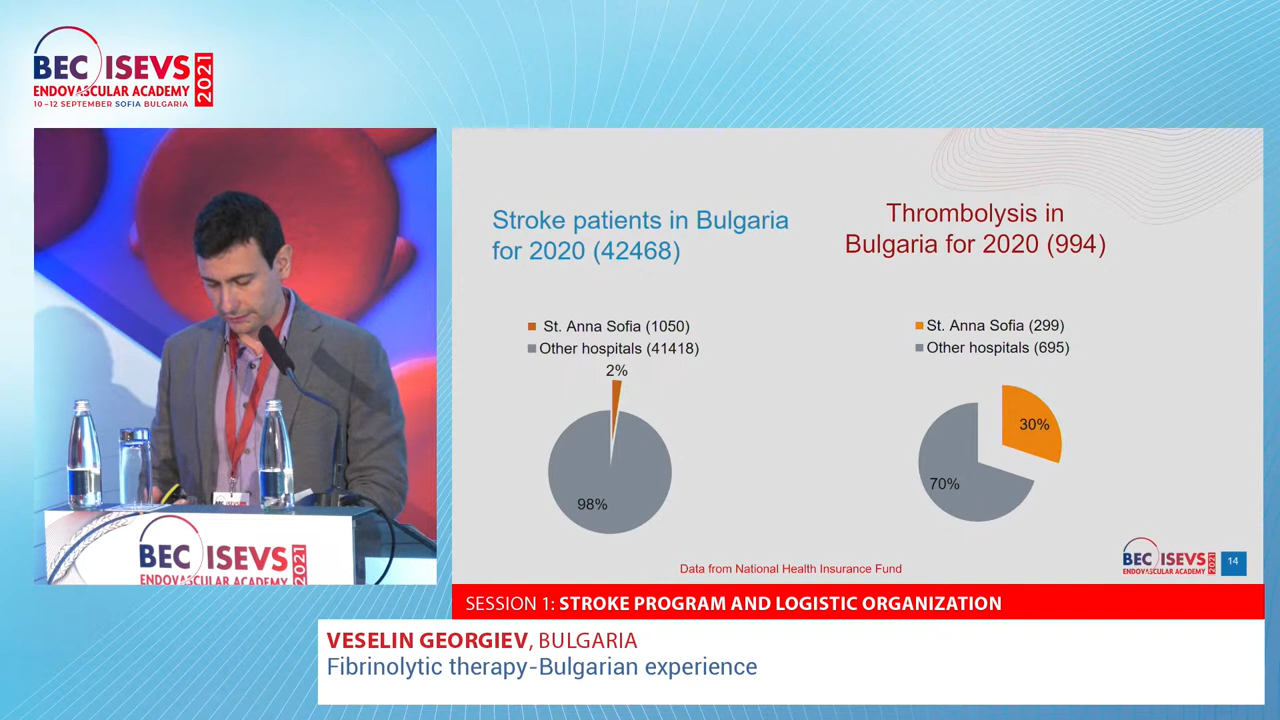 BEC ISEVS 2021
ENDOVASCULAR ACADEMY
10–12 SEPTEMBER SOFIA BULGARIA
BEC ISEVS 2021
ENDOVASCULAR ACADEMY
Stroke patients in Bulgaria
for 2020 (42468)
St. Anna Sofia (1050)
Other hospitals (41418)
2%
98%
Thrombolysis in
Bulgaria for 2020 (994)
St. Anna Sofia (299)
Other hospitals (695)
30%
70%
Data from National Health Insurance Fund
BEC ISEVS 2021
ENDOVASCULAR ACADEMY
14
SESSION 1: STROKE PROGRAM AND LOGISTIC ORGANIZATION
VESELIN GEORGIEV, BULGARIA
Fibrinolytic therapy-Bulgarian experience